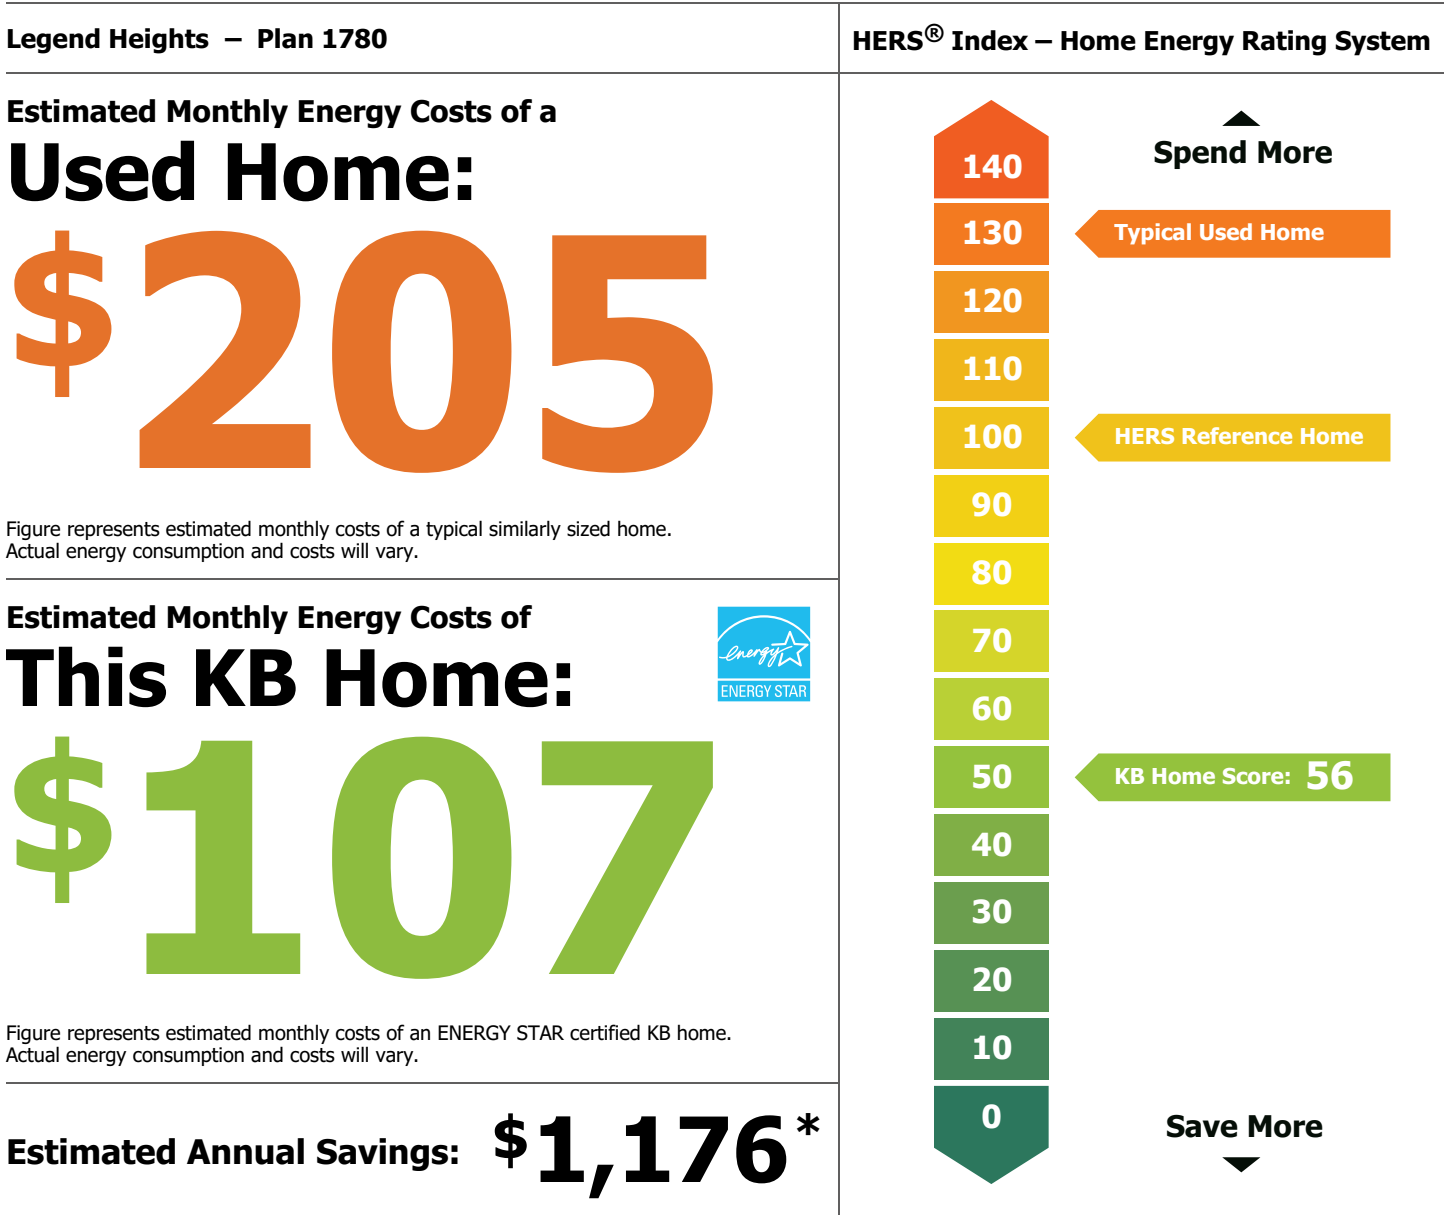 Legend Heights – Plan 1780
Estimated Monthly Energy Costs of a
Used Home:
$205
Figure represents estimated monthly costs of a typical similarly sized home.
Actual energy consumption and costs will vary.
Estimated Monthly Energy Costs of
This KB Home:
energy
ENERGY STAR
$107
Figure represents estimated monthly costs of an ENERGY STAR certified KB home.
Actual energy consumption and costs will vary.
Estimated Annual Savings: $1,176*
HERS® Index – Home Energy Rating System
Spend More
140
130 Typical Used Home
120
110
100 HERS Reference Home
90
80
70
60
50 KB Home Score: 56
40
30
20
10
0
Save More